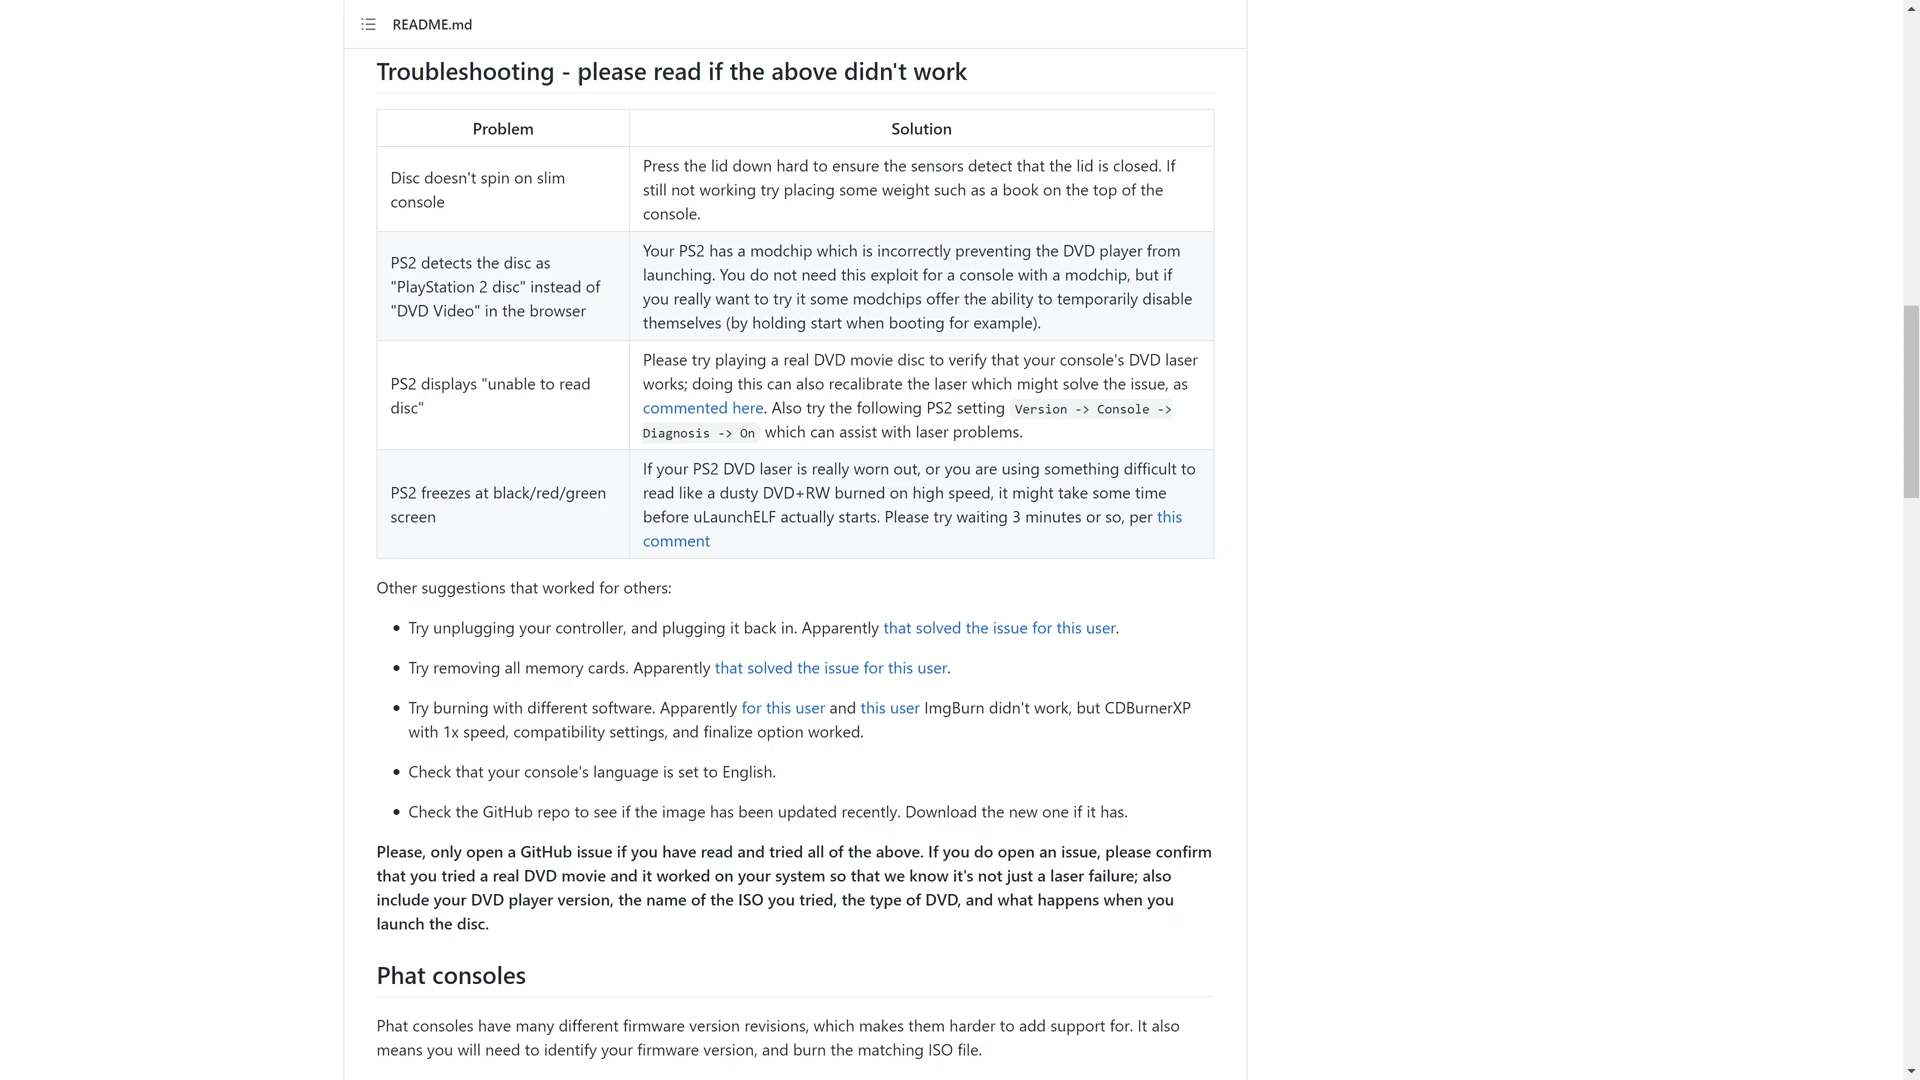 README.md
Troubleshooting - please read if the above didn't work
Problem
Solution
Disc doesn't spin on slim
console
Press the lid down hard to ensure the sensors detect that the lid is closed. If
still not working try placing some weight such as a book on the top of the
console.
PS2 detects the disc as
"PlayStation 2 disc" instead of
"DVD Video" in the browser
Your PS2 has a modchip which is incorrectly preventing the DVD player from
launching. You do not need this exploit for a console with a modchip, but if
you really want to try it some modchips offer the ability to temporarily disable
themselves (by holding start when booting for example).
PS2 displays "unable to read
disc"
Please try playing a real DVD movie disc to verify that your console's DVD laser
works; doing this can also recalibrate the laser which might solve the issue, as
commented here. Also try the following PS2 setting Version -> Console ->
Diagnosis -> On which can assist with laser problems.
PS2 freezes at black/red/green
screen
If your PS2 DVD laser is really worn out, or you are using something difficult to
read like a dusty DVD+RW burned on high speed, it might take some time
before uLaunchELF actually starts. Please try waiting 3 minutes or so, per this
comment
Other suggestions that worked for others:
• Try unplugging your controller, and plugging it back in. Apparently that solved the issue for this user.
• Try removing all memory cards. Apparently that solved the issue for this user.
• Try burning with different software. Apparently for this user and this user ImgBurn didn't work, but CDBurnerXP
with 1x speed, compatibility settings, and finalize option worked.
• Check that your console's language is set to English.
• Check the GitHub repo to see if the image has been updated recently. Download the new one if it has.
Please, only open a GitHub issue if you have read and tried all of the above. If you do open an issue, please confirm
that you tried a real DVD movie and it worked on your system so that we know it's not just a laser failure; also
include your DVD player version, the name of the ISO you tried, the type of DVD, and what happens when you
launch the disc.
Phat consoles
Phat consoles have many different firmware version revisions, which makes them harder to add support for. It also
means you will need to identify your firmware version, and burn the matching ISO file.